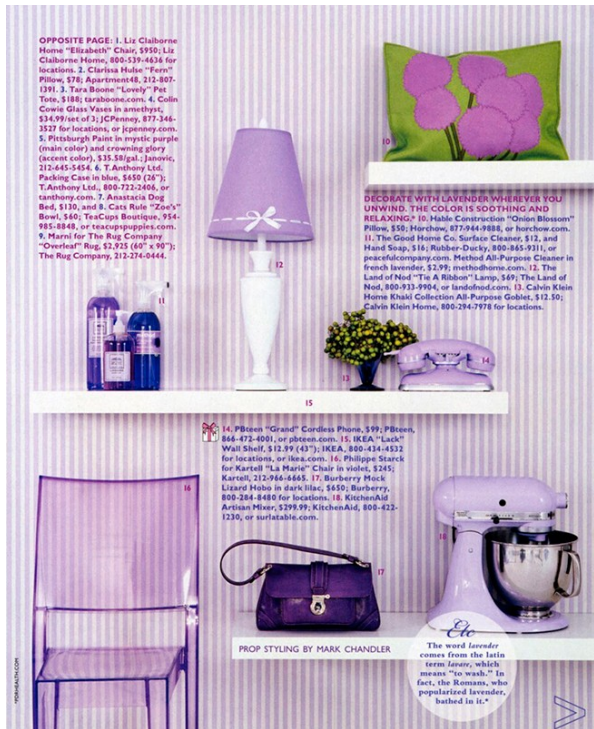 OPPOSITE PAGE: 1. Liz Claiborne
Home "Elizabeth" Chair, $950; Liz
Claiborne Home, 800-539-4636 for
locations. 2. Clarissa Hulse "Fern"
Pillow, $78; Apartment48, 212-807-
1391. 3. Tara Boone "Lovely" Pet
Tote, $188; taraboone.com. 4. Colin
Cowie Glass Vases in amethyst,
$34.99/set of 3; JCPenney, 877-346-
3527 for locations, or jcpenney.com.
5. Pittsburgh Paint in mystic purple
(main color) and crowning glory
(accent color), $35.58/gal.; Janovic,
212-645-5454. 6. T.Anthony Ltd.
Packing Case in blue, $650 (26");
T.Anthony Ltd., 800-722-2406, or
tanthony.com. 7. Anastacia Dog
Bed, $130, and 8. Cats Rule "Zoe's"
Bowl, $60; TeaCups Boutique, 954-
985-8848, or teacupspuppies.com.
9. Marni for The Rug Company
"Overleaf" Rug, $2,925 (60" x 90");
The Rug Company, 212-274-0444.
10
DECORATE WITH LAVENDER WHEREVER YOU
UNWIND. THE COLOR IS SOOTHING AND
RELAXING.* 10. Hable Construction "Onion Blossom"
Pillow, $50; Horchow, 877-944-9888, or horchow.com.
11. The Good Home Co. Surface Cleaner, $12, and
Hand Soap, $16; Rubber-Ducky, 800-865-9311, or
peacefulcompany.com. Method All-Purpose Cleaner in
french lavender, $2.99; methodhome.com. 12. The
Land of Nod "Tie A Ribbon" Lamp, $69; The Land of
Nod, 800-933-9904, or landofnod.com. 13. Calvin Klein
Home Khaki Collection All-Purpose Goblet, $12.50;
Calvin Klein Home, 800-294-7978 for locations.
12
11
13
14
15
14. PBteen "Grand" Cordless Phone, $99; PBteen,
866-472-4001, or pbteen.com. 15. IKEA "Lack"
Wall Shelf, $12.99 (43"); IKEA, 800-434-4532
for locations, or ikea.com. 16. Philippe Starck
for Kartell "La Marie" Chair in violet, $245;
Kartell, 212-966-6665. 17. Burberry Mock
Lizard Hobo in dark lilac, $650; Burberry,
800-284-8480 for locations. 18. KitchenAid
Artisan Mixer, $299.99; KitchenAid, 800-422-
1230, or surlatable.com.
16
17
18
PROP STYLING BY MARK CHANDLER
Etc
The word lavender
comes from the latin
term lavare, which
means "to wash." In
fact, the Romans, who
popularized lavender,
bathed in it.*
*FORHEALTH.COM